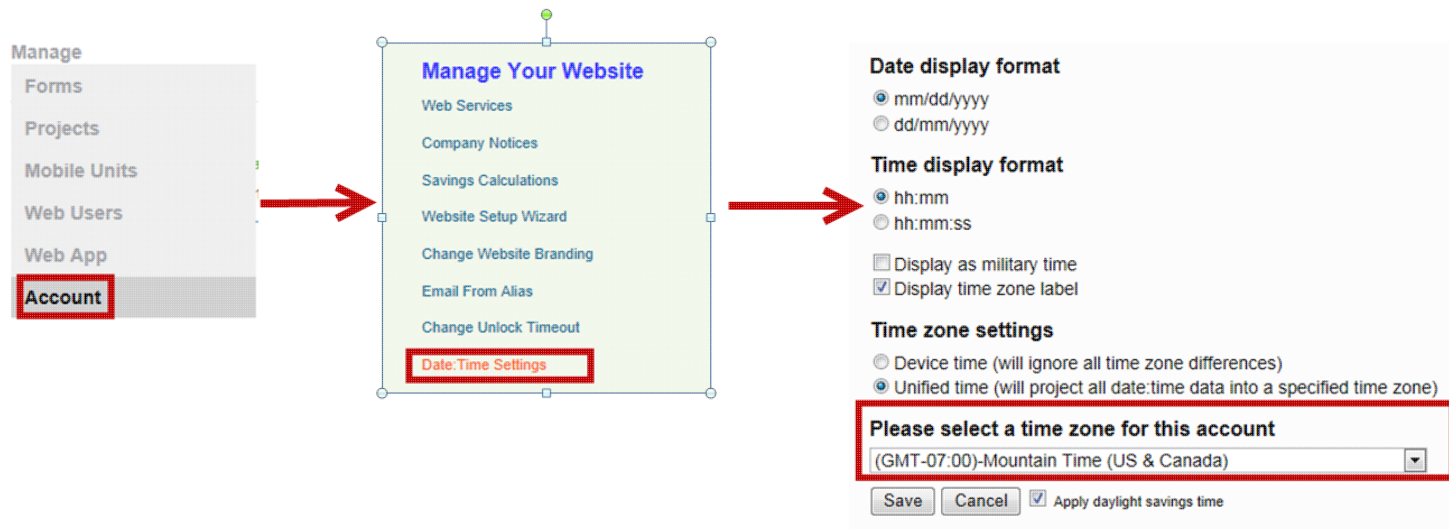 Manage
Forms
Projects
Mobile Units
Web Users
Web App
Account
Manage Your Website
Web Services
Company Notices
Savings Calculations
Website Setup Wizard
Change Website Branding
Email From Alias
Change Unlock Timeout
Date:Time Settings
Date display format
mm/dd/yyyy
dd/mm/yyyy
Time display format
hh:mm
hh:mm:ss
Display as military time
Display time zone label
Time zone settings
Device time (will ignore all time zone differences)
Unified time (will project all date:time data into a specified time zone)
Please select a time zone for this account
(GMT-07:00)-Mountain Time (US & Canada)
Save Cancel Apply daylight savings time